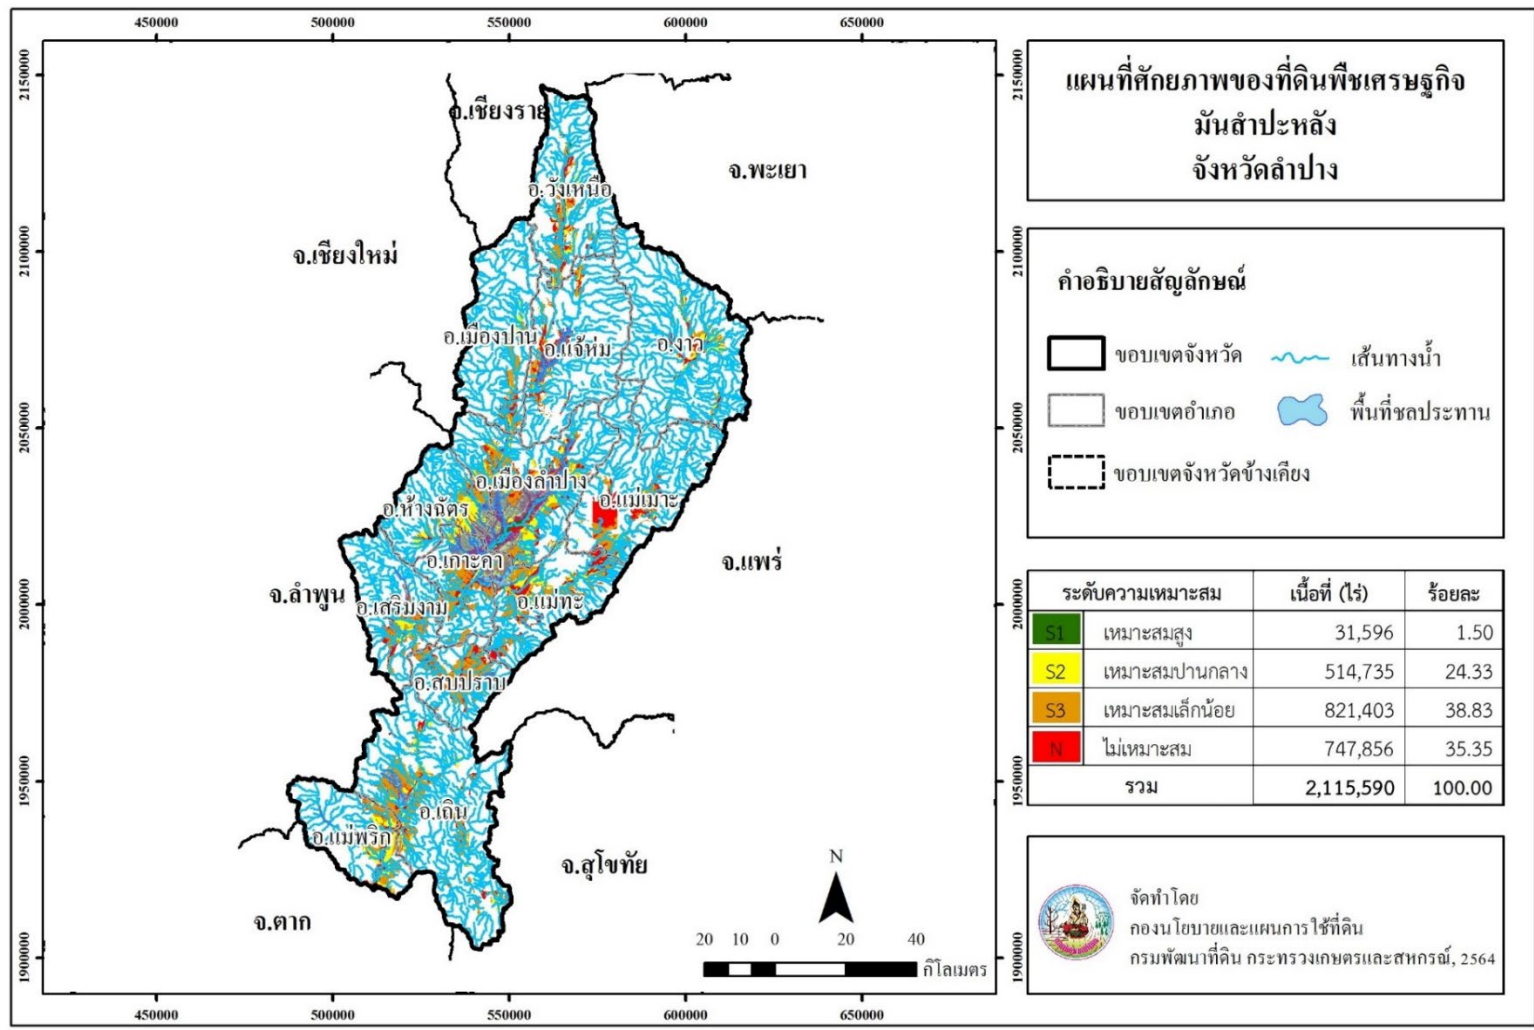 450000 500000 550000 600000 650000
2150000 2150000
2100000 2100000
2050000 2050000
2000000 2000000
1950000 1950000
1900000 1900000
จ.เชียงราย
จ.พะเยา
อ.วังเหนือ
จ.เชียงใหม่
อ.เมืองปาน
อ.แจ้ห่ม
อ.งาว
อ.เมืองลำปาง
อ.ห้างฉัตร
อ.แม่เมาะ
อ.เกาะคา
จ.แพร่
จ.ลำพูน
อ.เสริมงาม
อ.แม่ทะ
อ.สบปราบ
อ.เถิน
อ.แม่พริก
จ.สุโขทัย
จ.ตาก
N
20 10 0 20 40
กิโลเมตร
450000 500000 550000 600000 650000
แผนที่ศักยภาพของที่ดินพืชเศรษฐกิจ
มันสำปะหลัง
จังหวัดลำปาง
คำอธิบายสัญลักษณ์
ขอบเขตจังหวัด เส้นทางน้ำ
ขอบเขตอำเภอ พื้นที่ชลประทาน
ขอบเขตจังหวัดข้างเคียง
ระดับความเหมาะสม เนื้อที่ (ไร่) ร้อยละ
S1 เหมาะสมสูง 31,596 1.50
S2 เหมาะสมปานกลาง 514,735 24.33
S3 เหมาะสมเล็กน้อย 821,403 38.83
N ไม่เหมาะสม 747,856 35.35
รวม 2,115,590 100.00
จัดทำโดย
กองนโยบายและแผนการใช้ที่ดิน
กรมพัฒนาที่ดิน กระทรวงเกษตรและสหกรณ์, 2564